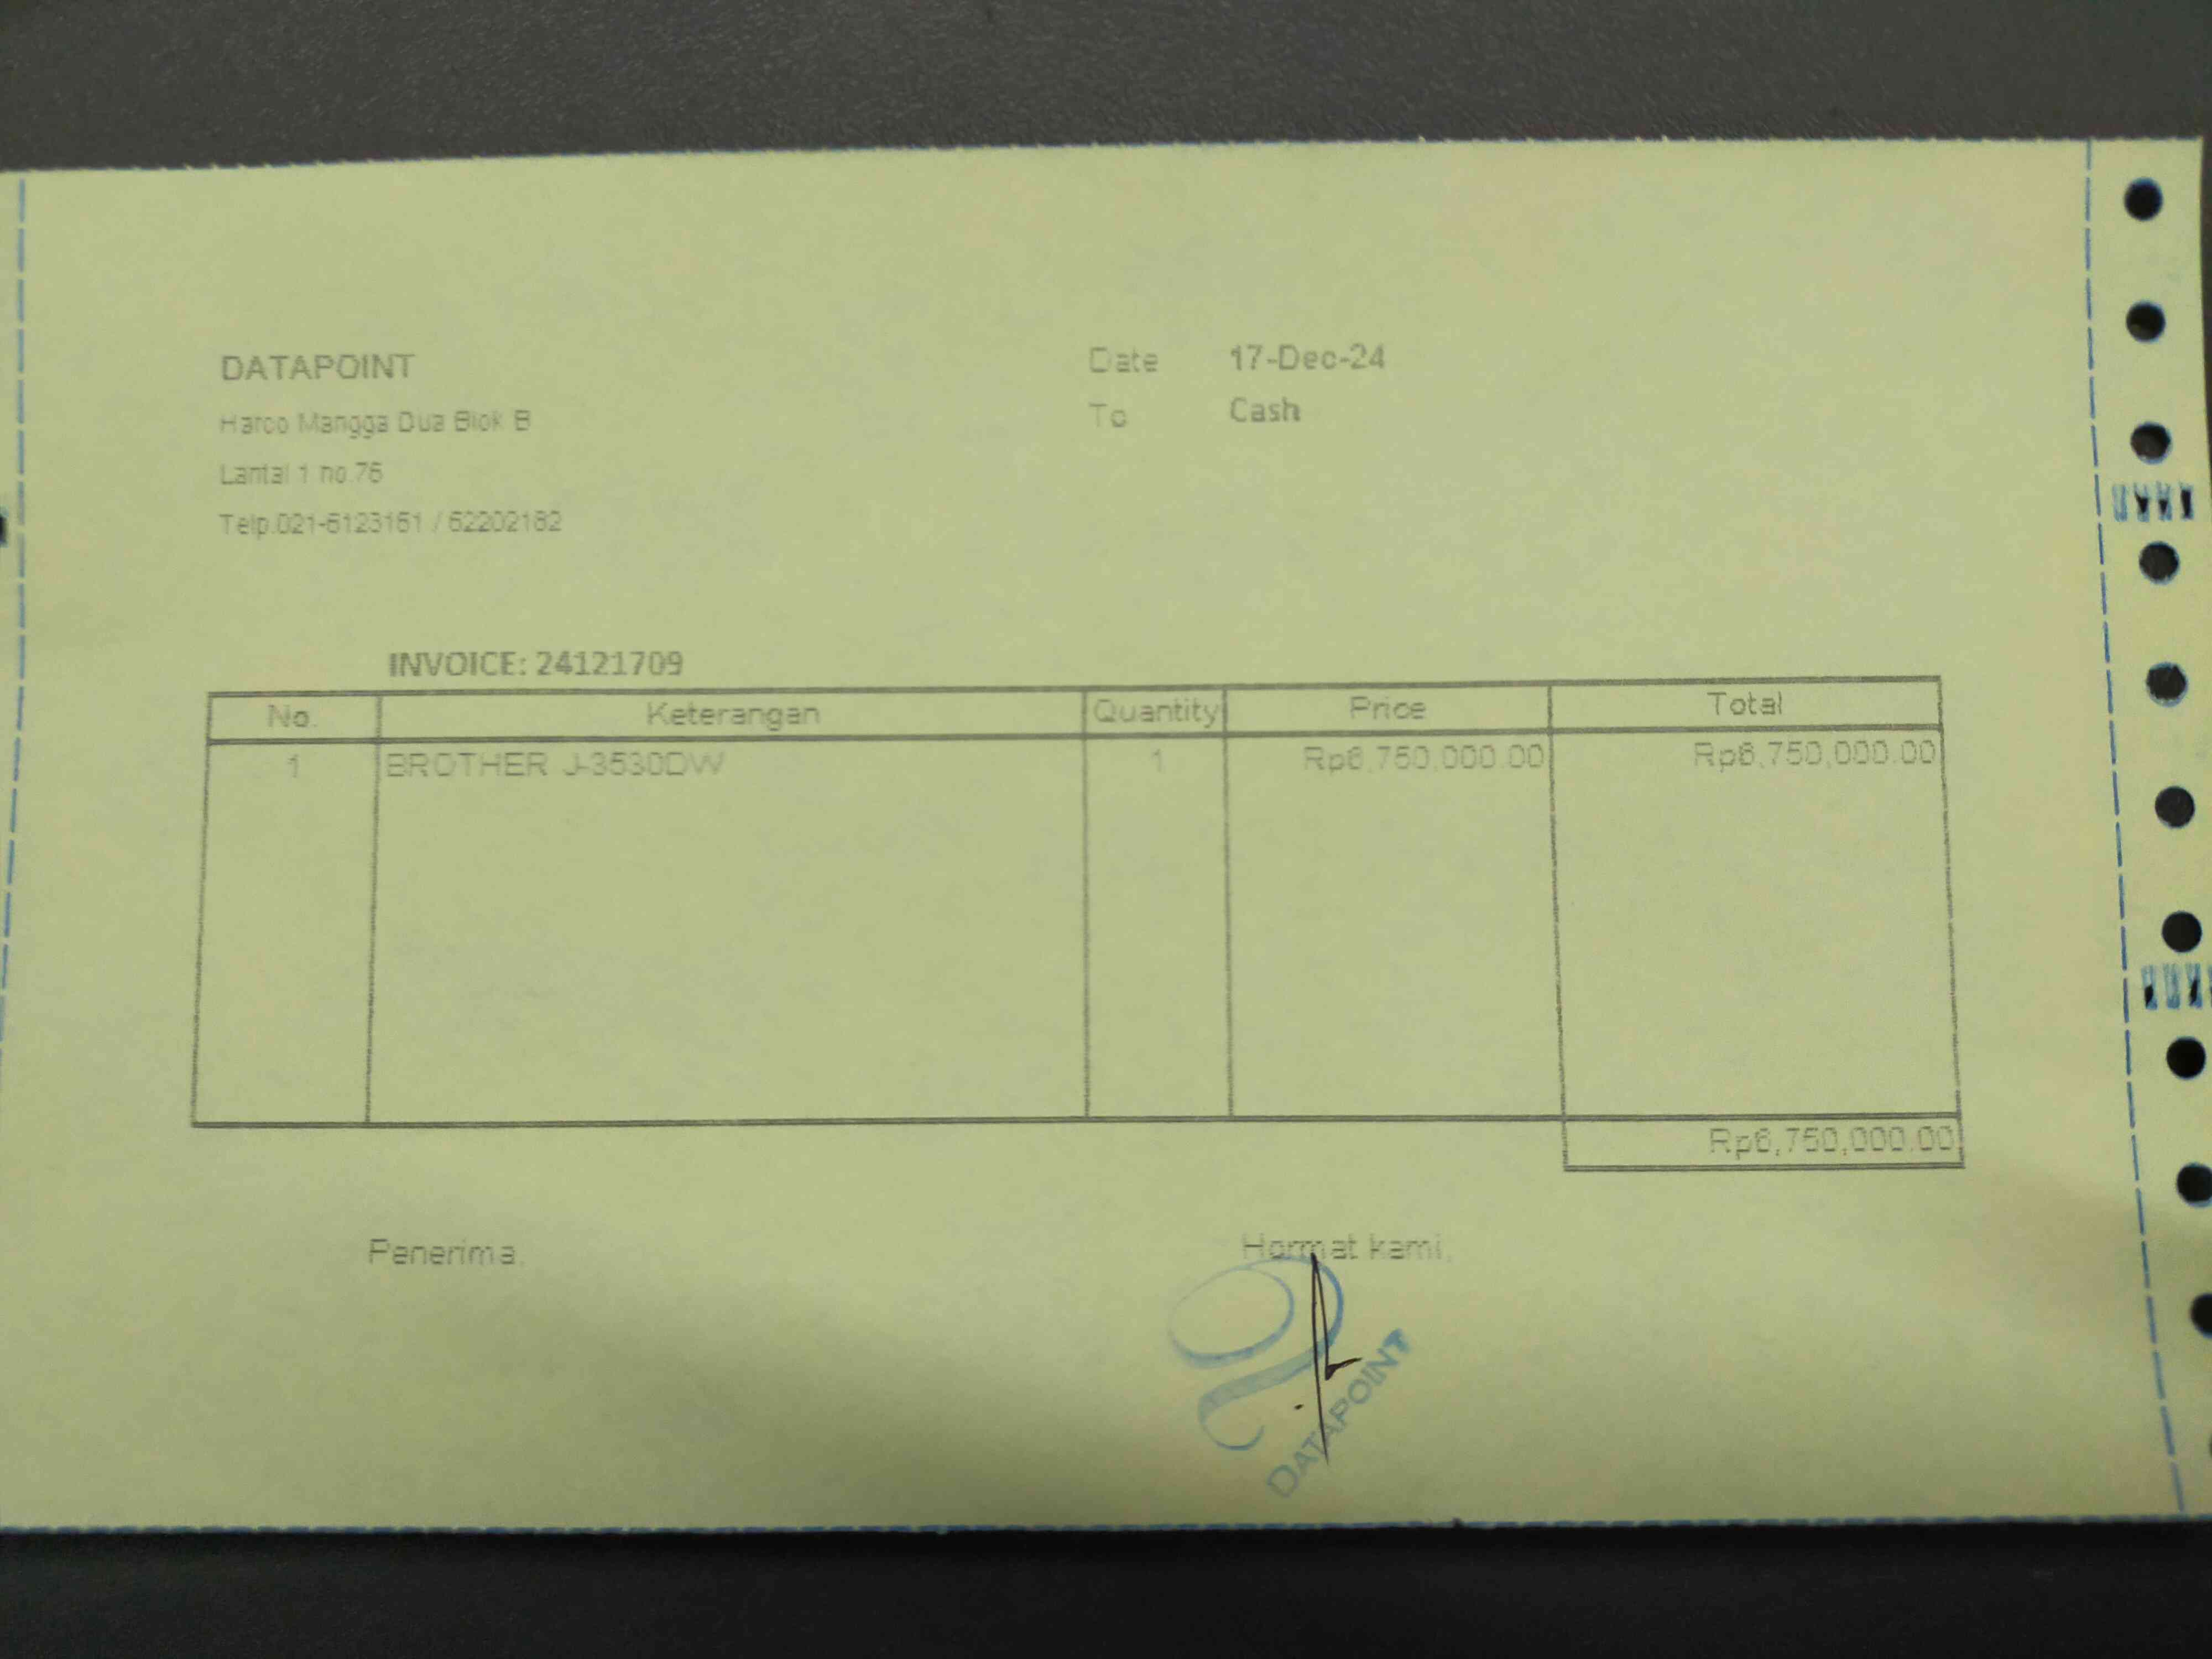 DATAPOINT
Harco Mangga Dua Blok B
Lantai 1 no.76
Telp.021-6123161 / 62202182
Date 17-Dec-24
To Cash
INVOICE: 24121709
No. Keterangan Quantity Price Total
1 BROTHER J-3530DW 1 Rp6,750,000.00 Rp6,750,000.00
Rp6,750,000.00
Penerima, Hormat kami,
DATAPOINT